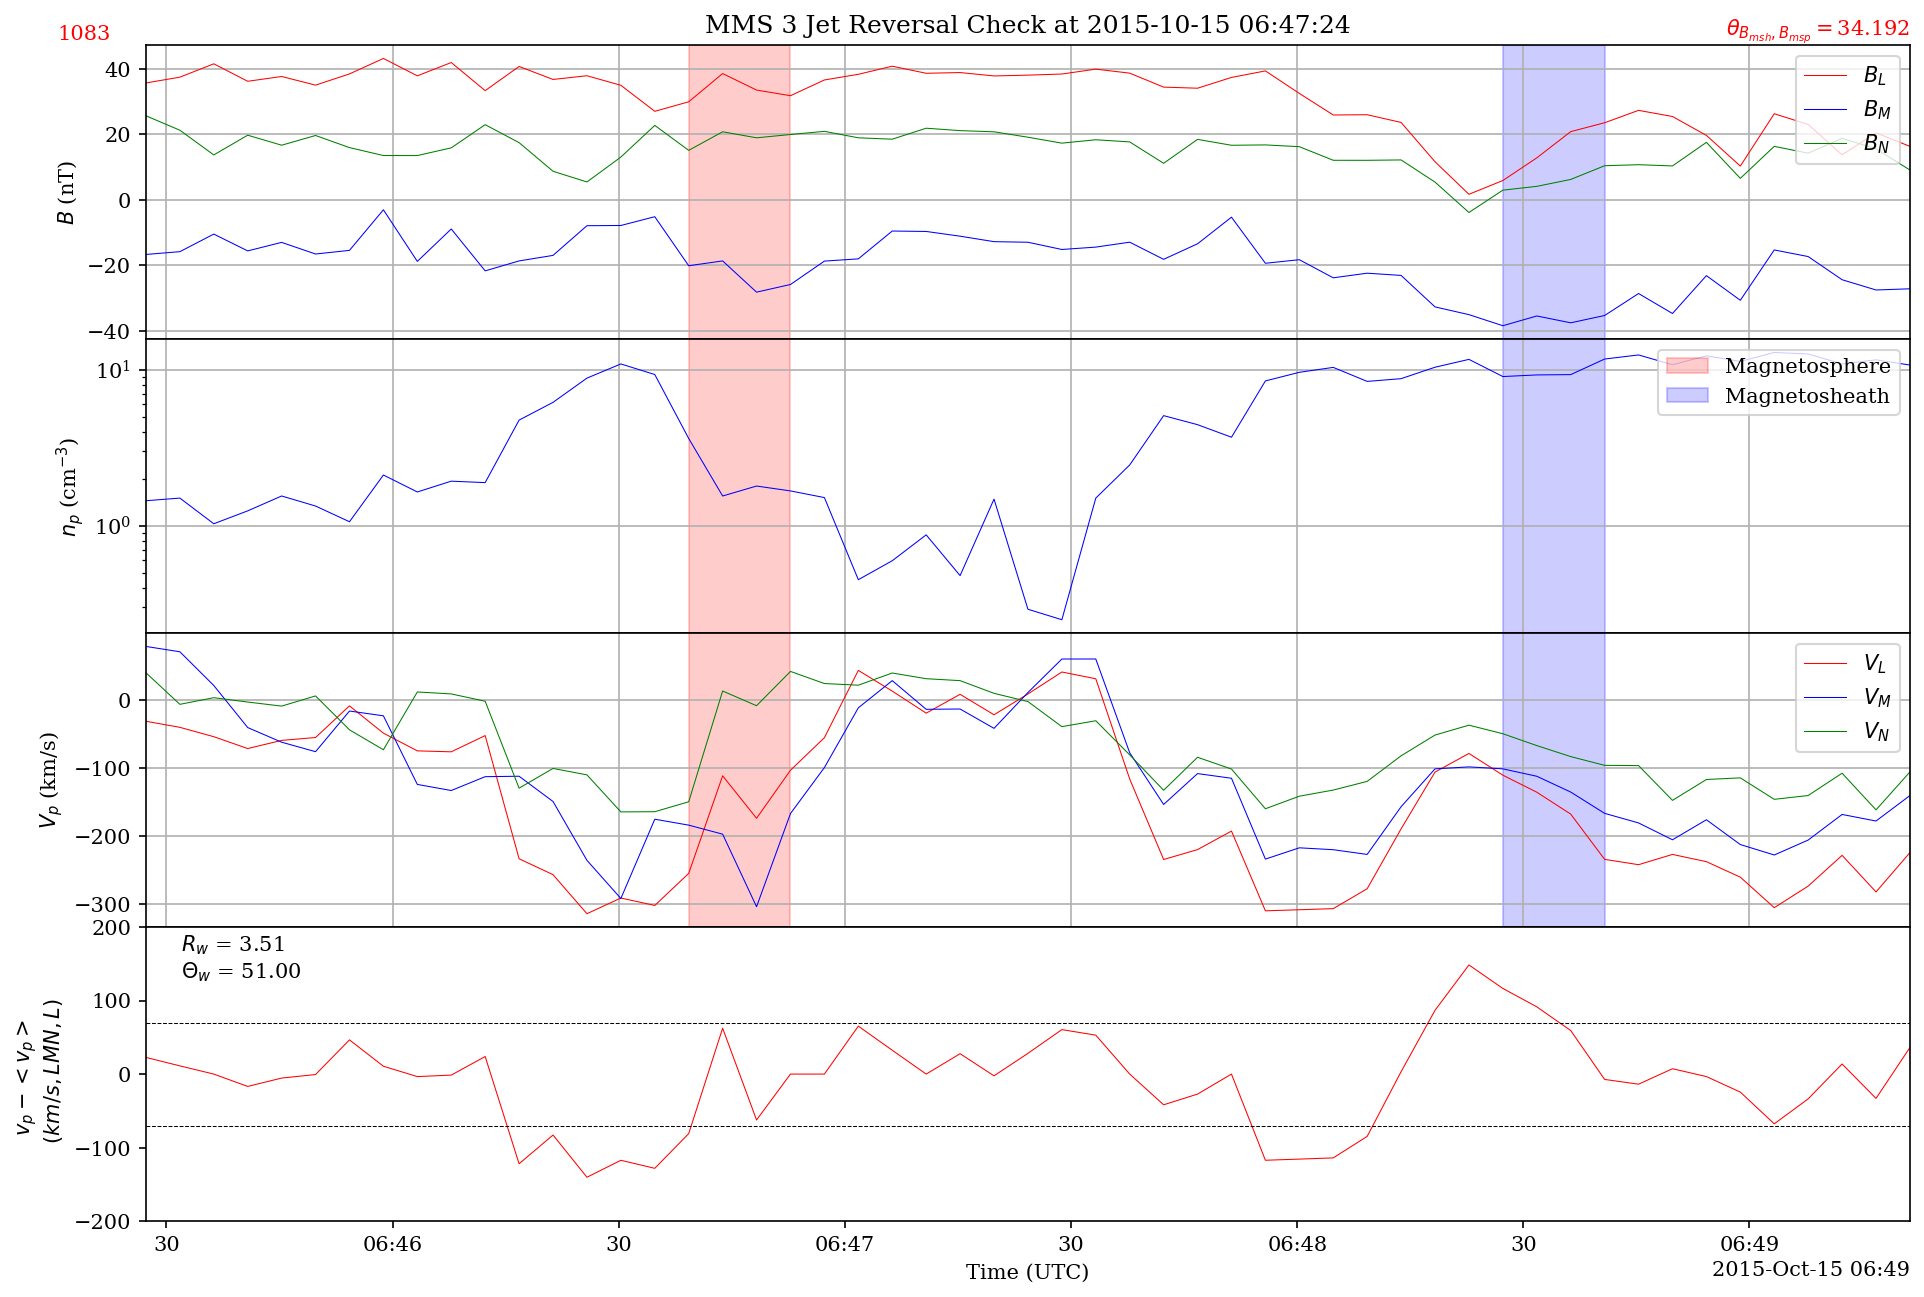 MMS 3 Jet Reversal Check at 2015-10-15 06:47:24
1083
θ_{B_{msh}, B_{msp}} = 34.192
40
20
0
−20
−40
B (nT)
B_L
B_M
B_N
10^1
10^0
n_p (cm^{−3})
Magnetosphere
Magnetosheath
0
−100
−200
−300
V_p (km/s)
V_L
V_M
V_N
200
100
0
−100
−200
v_p − < v_p >
(km/s, LMN, L)
R_w = 3.51
Θ_w = 51.00
30 06:46 30 06:47 30 06:48 30 06:49
Time (UTC)
2015-Oct-15 06:49